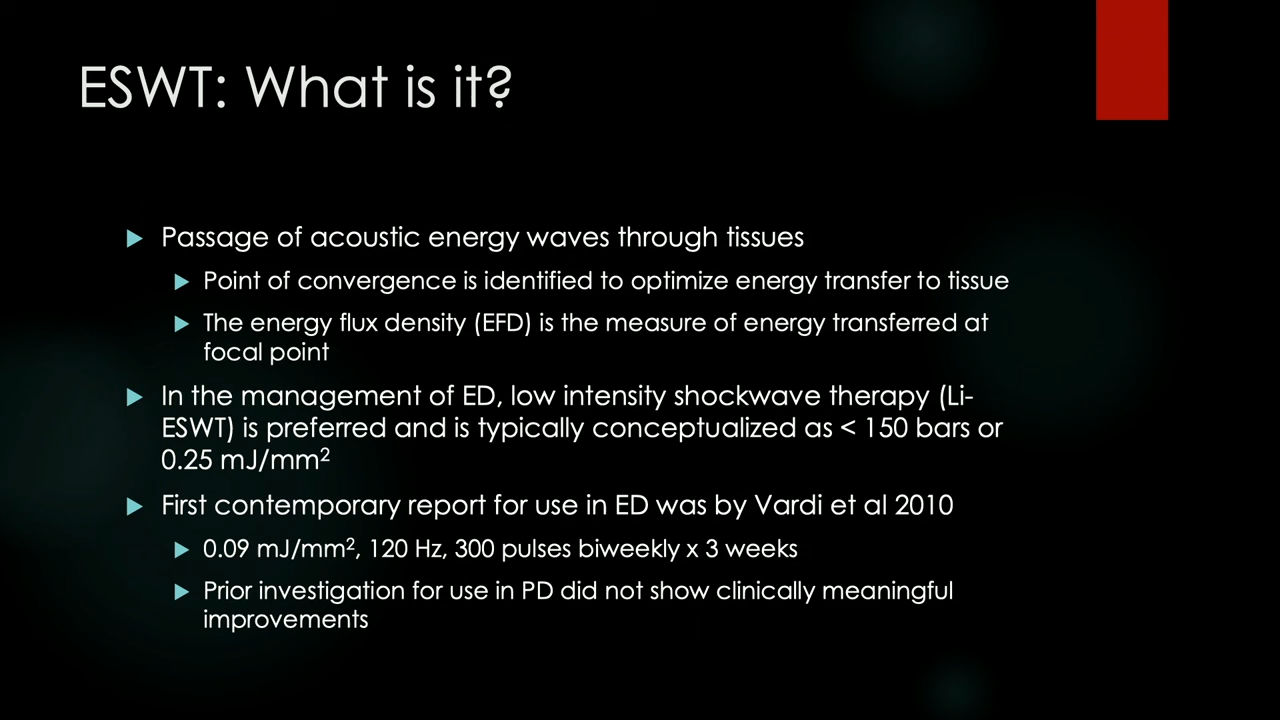 ESWT: What is it?
Passage of acoustic energy waves through tissues
Point of convergence is identified to optimize energy transfer to tissue
The energy flux density (EFD) is the measure of energy transferred at
focal point
In the management of ED, low intensity shockwave therapy (Li-
ESWT) is preferred and is typically conceptualized as < 150 bars or
0.25 mJ/mm²
First contemporary report for use in ED was by Vardi et al 2010
0.09 mJ/mm², 120 Hz, 300 pulses biweekly x 3 weeks
Prior investigation for use in PD did not show clinically meaningful
improvements